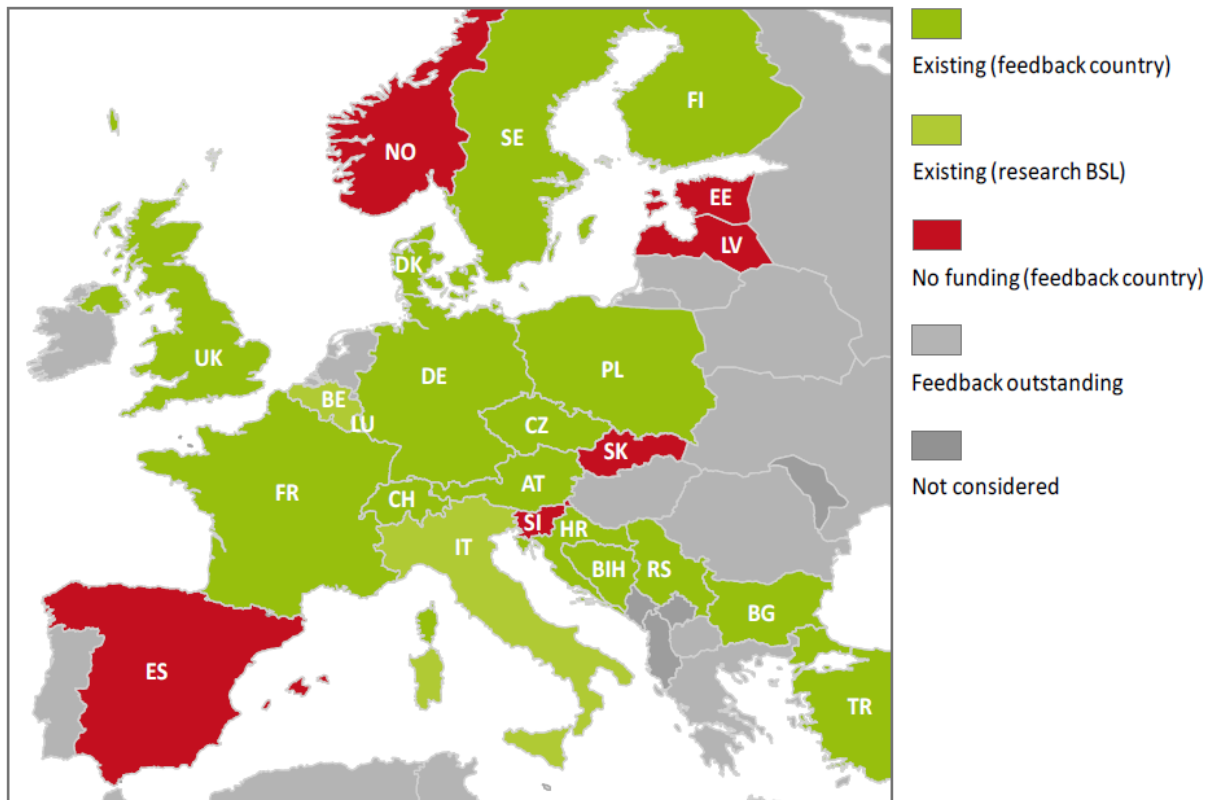 Existing (feedback country)
Existing (research BSL)
No funding (feedback country)
Feedback outstanding
Not considered
FI
SE
NO
EE
LV
DK
UK
DE
PL
BE
LU
CZ
SK
FR
CH
AT
SI
HR
IT
BIH
RS
BG
ES
TR